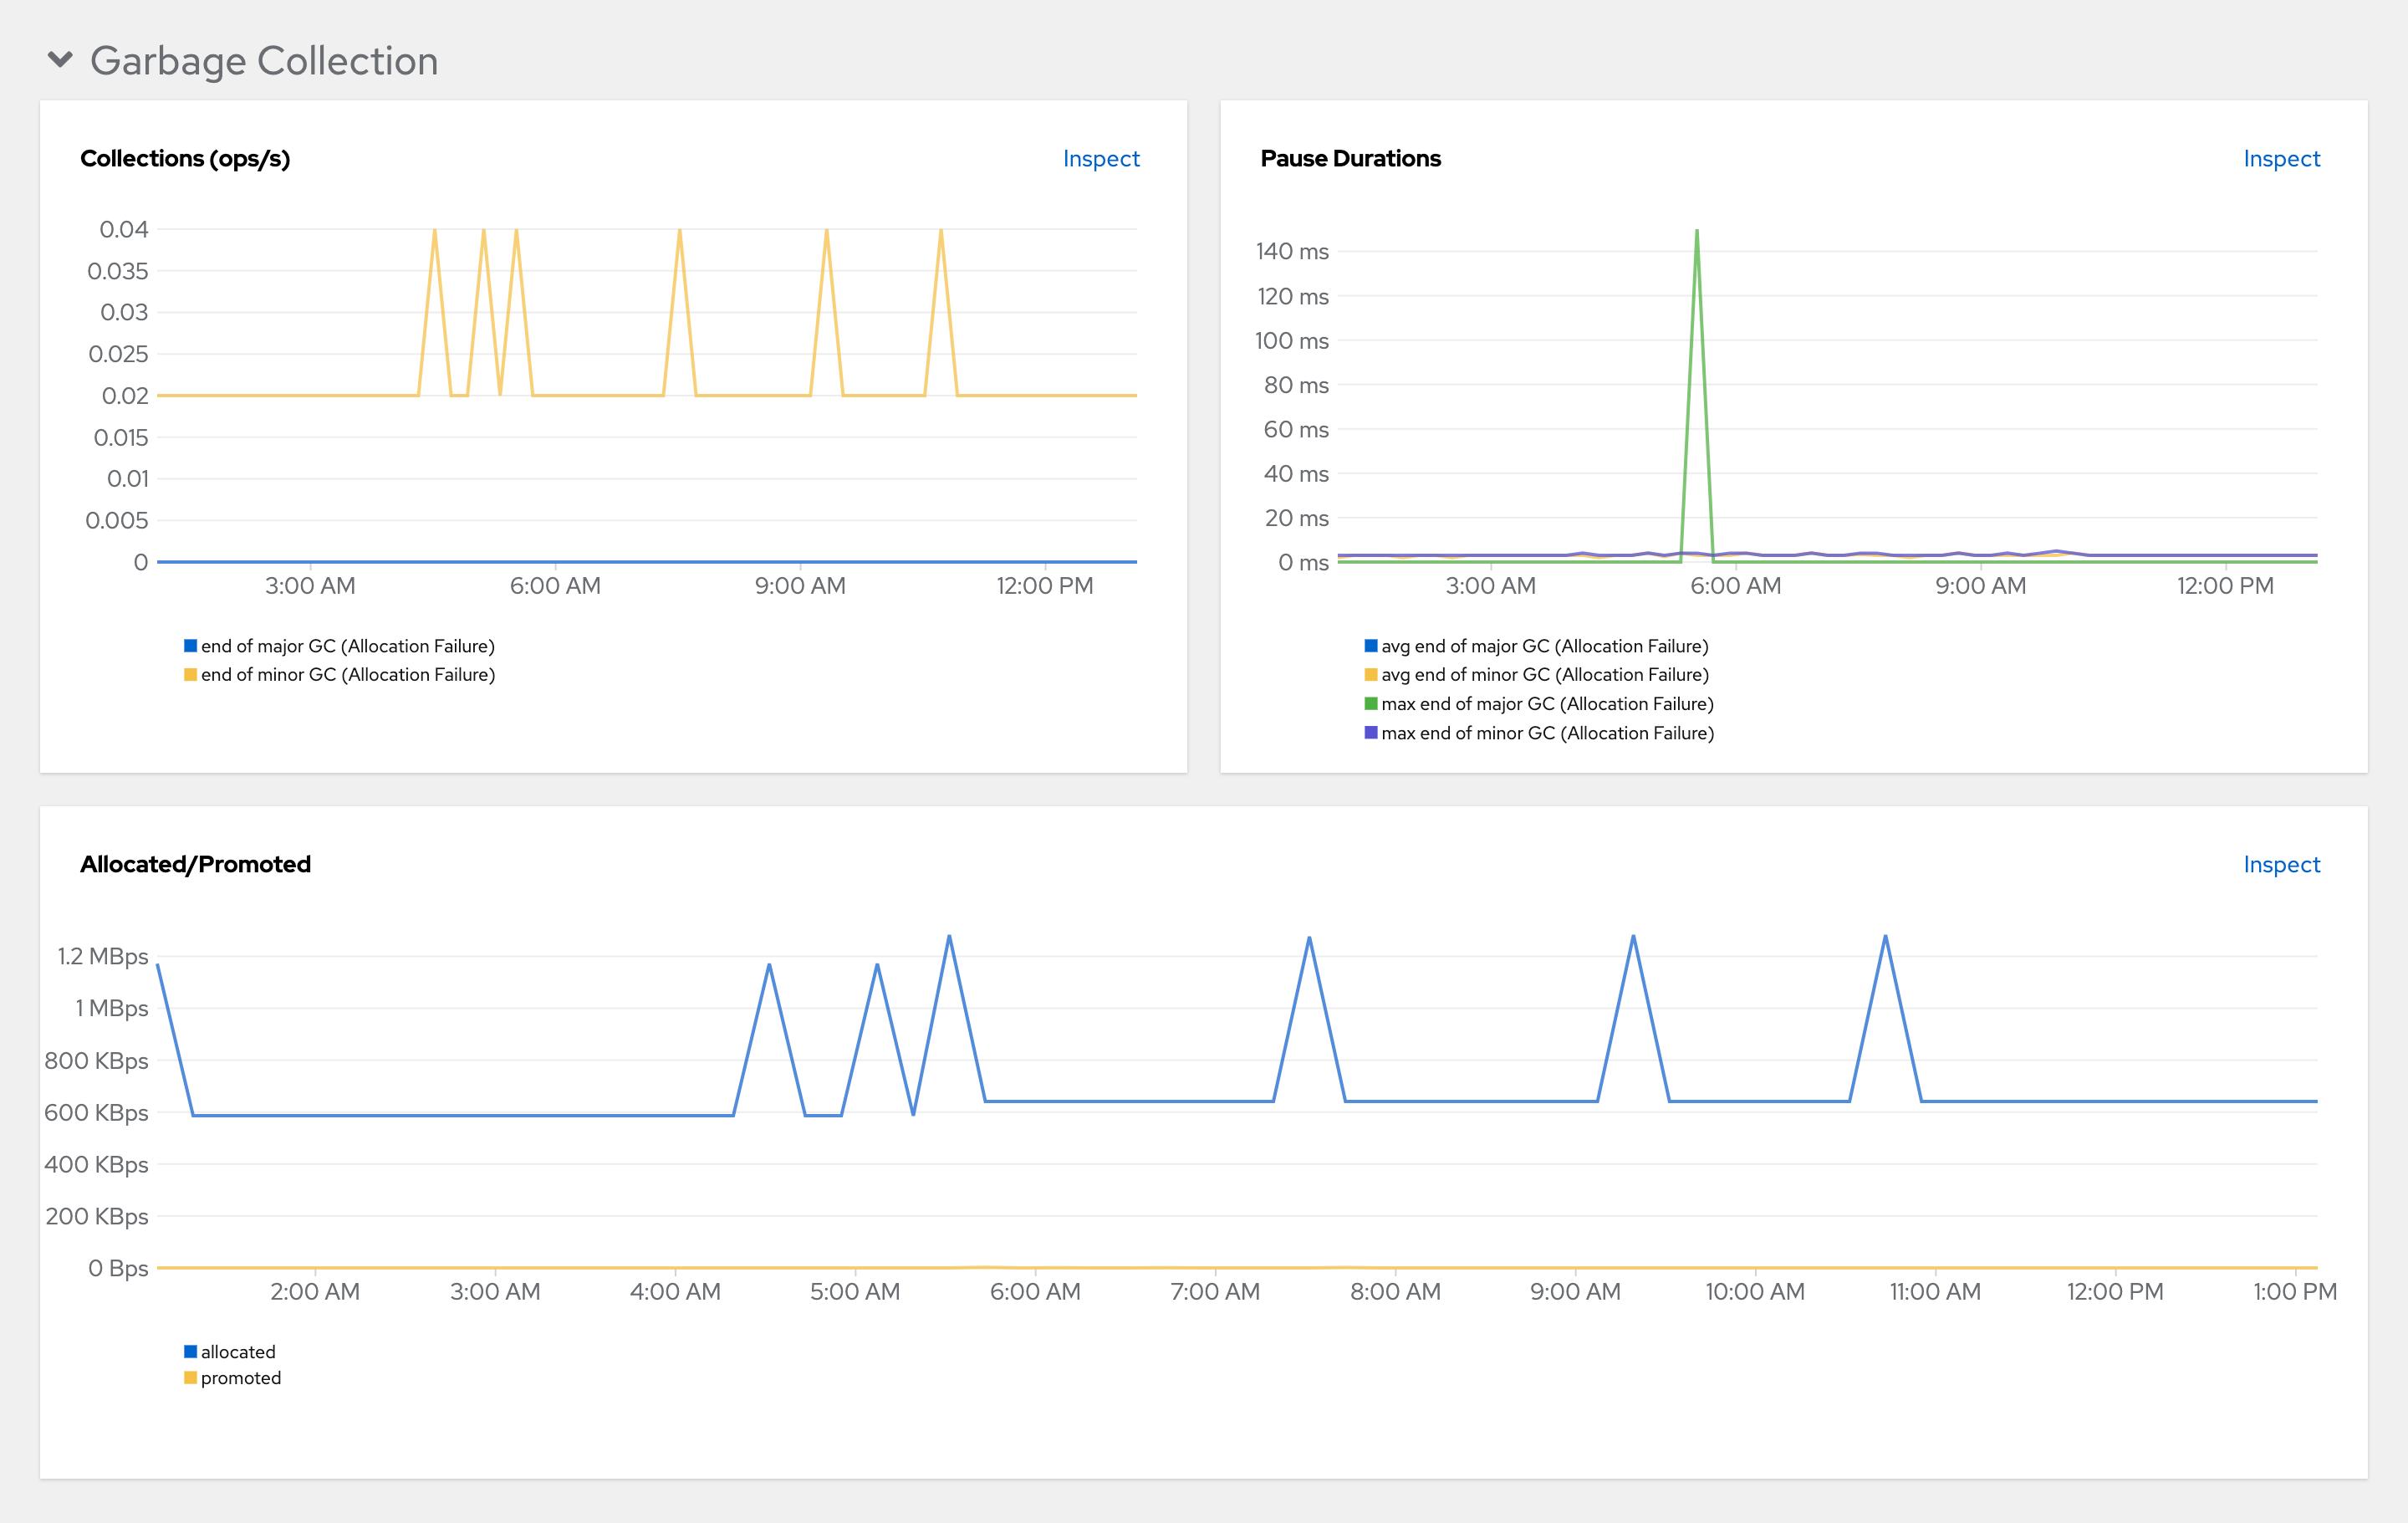 Garbage Collection
Collections (ops/s)
Inspect
0.04
0.035
0.03
0.025
0.02
0.015
0.01
0.005
0
3:00 AM 6:00 AM 9:00 AM 12:00 PM
end of major GC (Allocation Failure)
end of minor GC (Allocation Failure)
Pause Durations
Inspect
140 ms
120 ms
100 ms
80 ms
60 ms
40 ms
20 ms
0 ms
3:00 AM 6:00 AM 9:00 AM 12:00 PM
avg end of major GC (Allocation Failure)
avg end of minor GC (Allocation Failure)
max end of major GC (Allocation Failure)
max end of minor GC (Allocation Failure)
Allocated/Promoted
Inspect
1.2 MBps
1 MBps
800 KBps
600 KBps
400 KBps
200 KBps
0 Bps
2:00 AM 3:00 AM 4:00 AM 5:00 AM 6:00 AM 7:00 AM 8:00 AM 9:00 AM 10:00 AM 11:00 AM 12:00 PM 1:00 PM
allocated
promoted